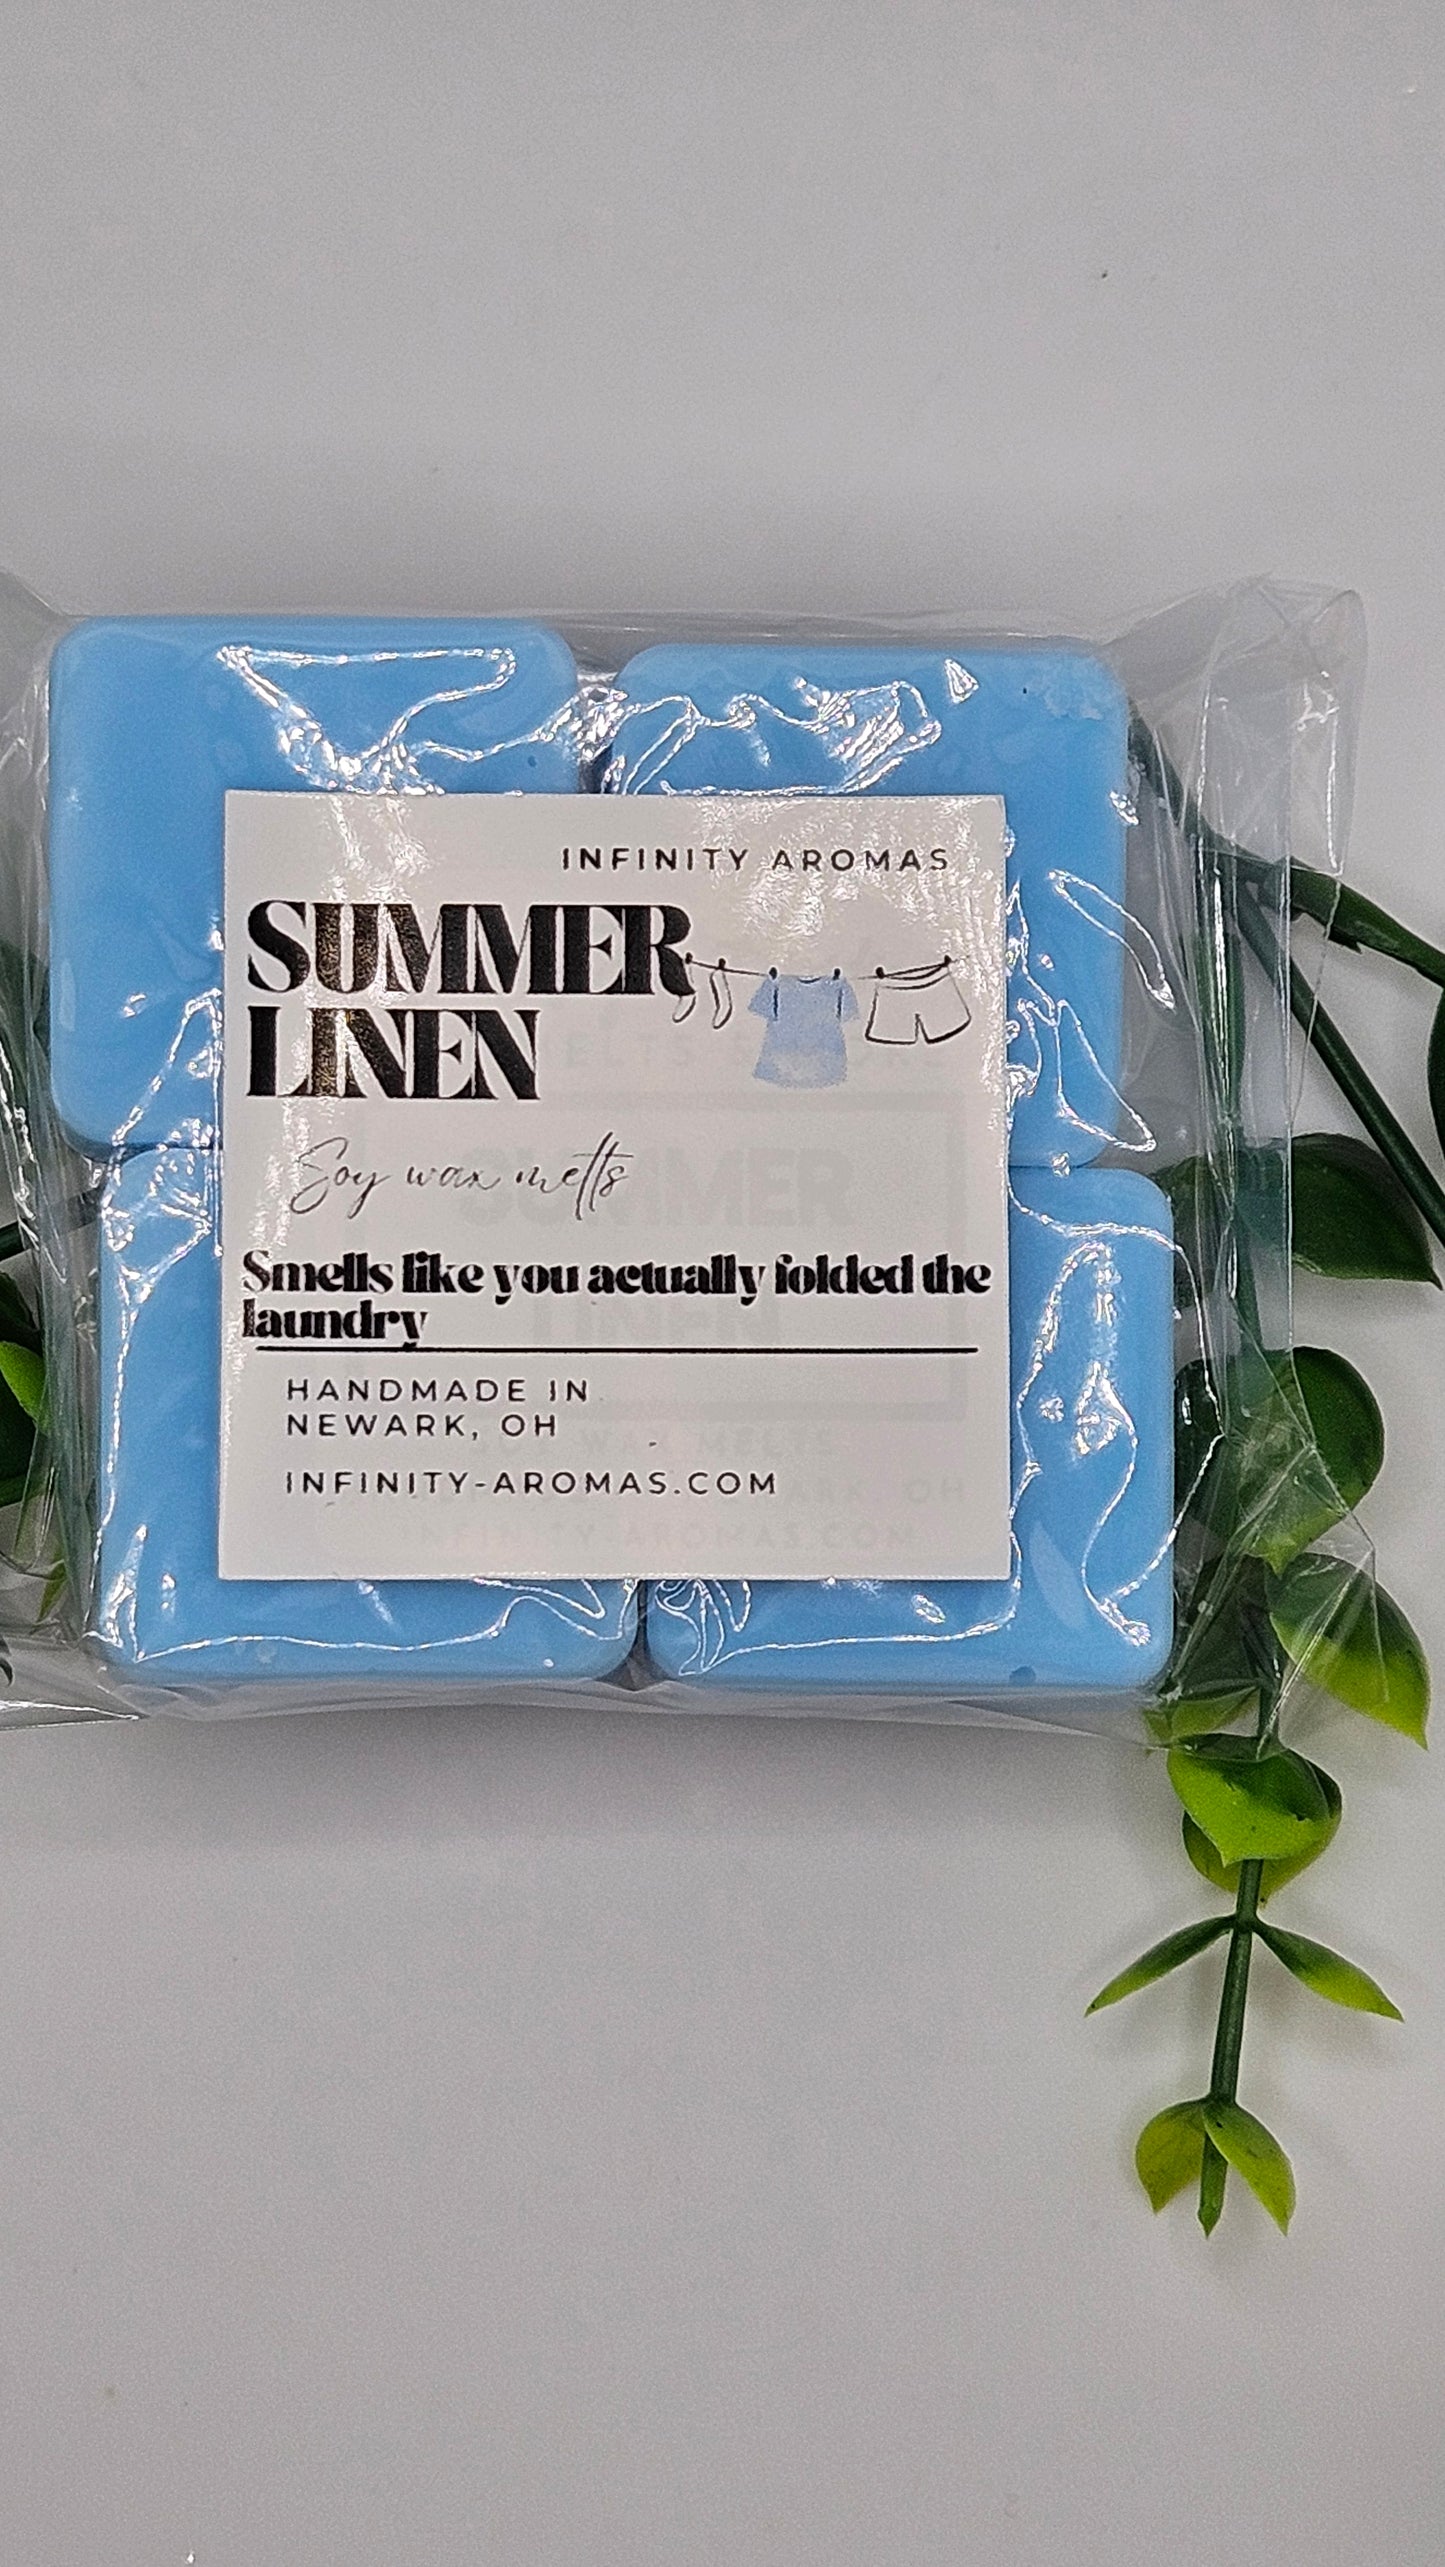 INFINITY AROMAS
SUMMER
LINEN
Soy wax melts
Smells like you actually folded the
laundry
HANDMADE IN
NEWARK, OH
INFINITY-AROMAS.COM